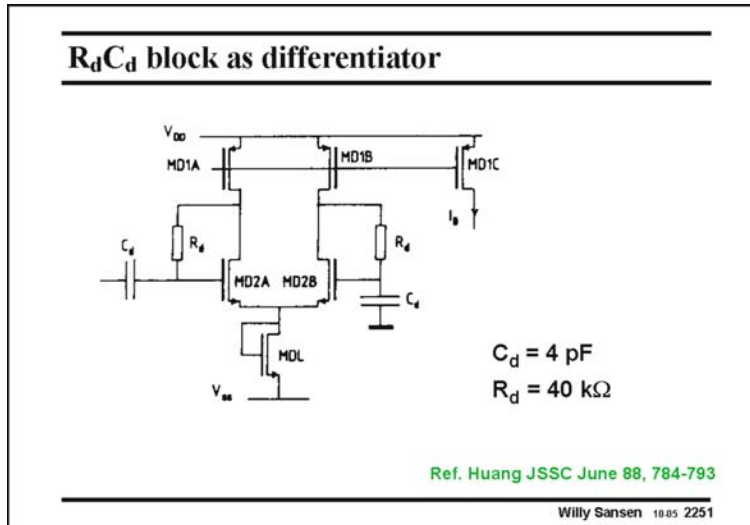 RdCd block as differentiator
VDD
MD1A
MD1B
MD1C
IB
Cd
Rd
Rd
MD2A
MD2B
Cd
MDL
Vss
Cd = 4 pF
Rd = 40 kΩ
Ref. Huang JSSC June 88, 784-793
Willy Sansen 10-05 2251